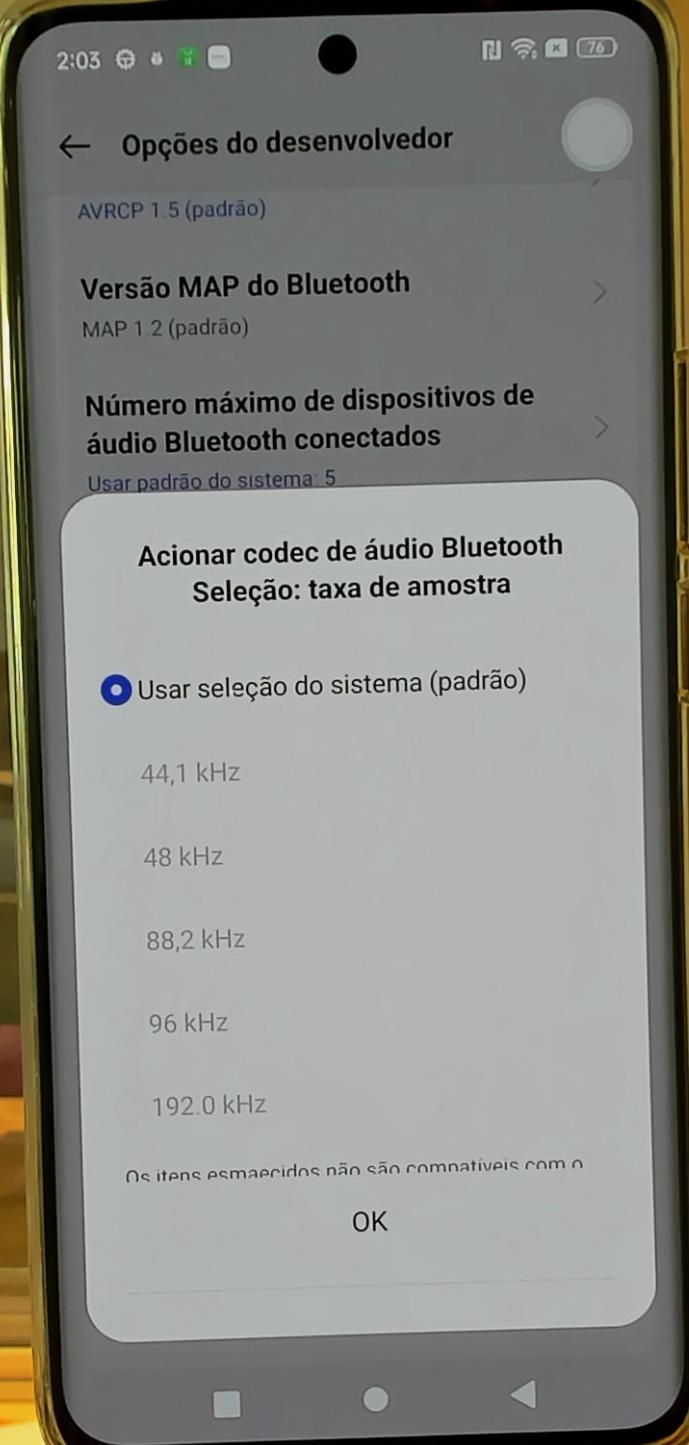 2:03
76
Opções do desenvolvedor
AVRCP 1.5 (padrão)
Versão MAP do Bluetooth
MAP 1.2 (padrão)
Número máximo de dispositivos de
áudio Bluetooth conectados
Usar padrão do sistema: 5
Acionar codec de áudio Bluetooth
Seleção: taxa de amostra
Usar seleção do sistema (padrão)
44,1 kHz
48 kHz
88,2 kHz
96 kHz
192.0 kHz
Os itens esmaecidos não são compatíveis com o
OK